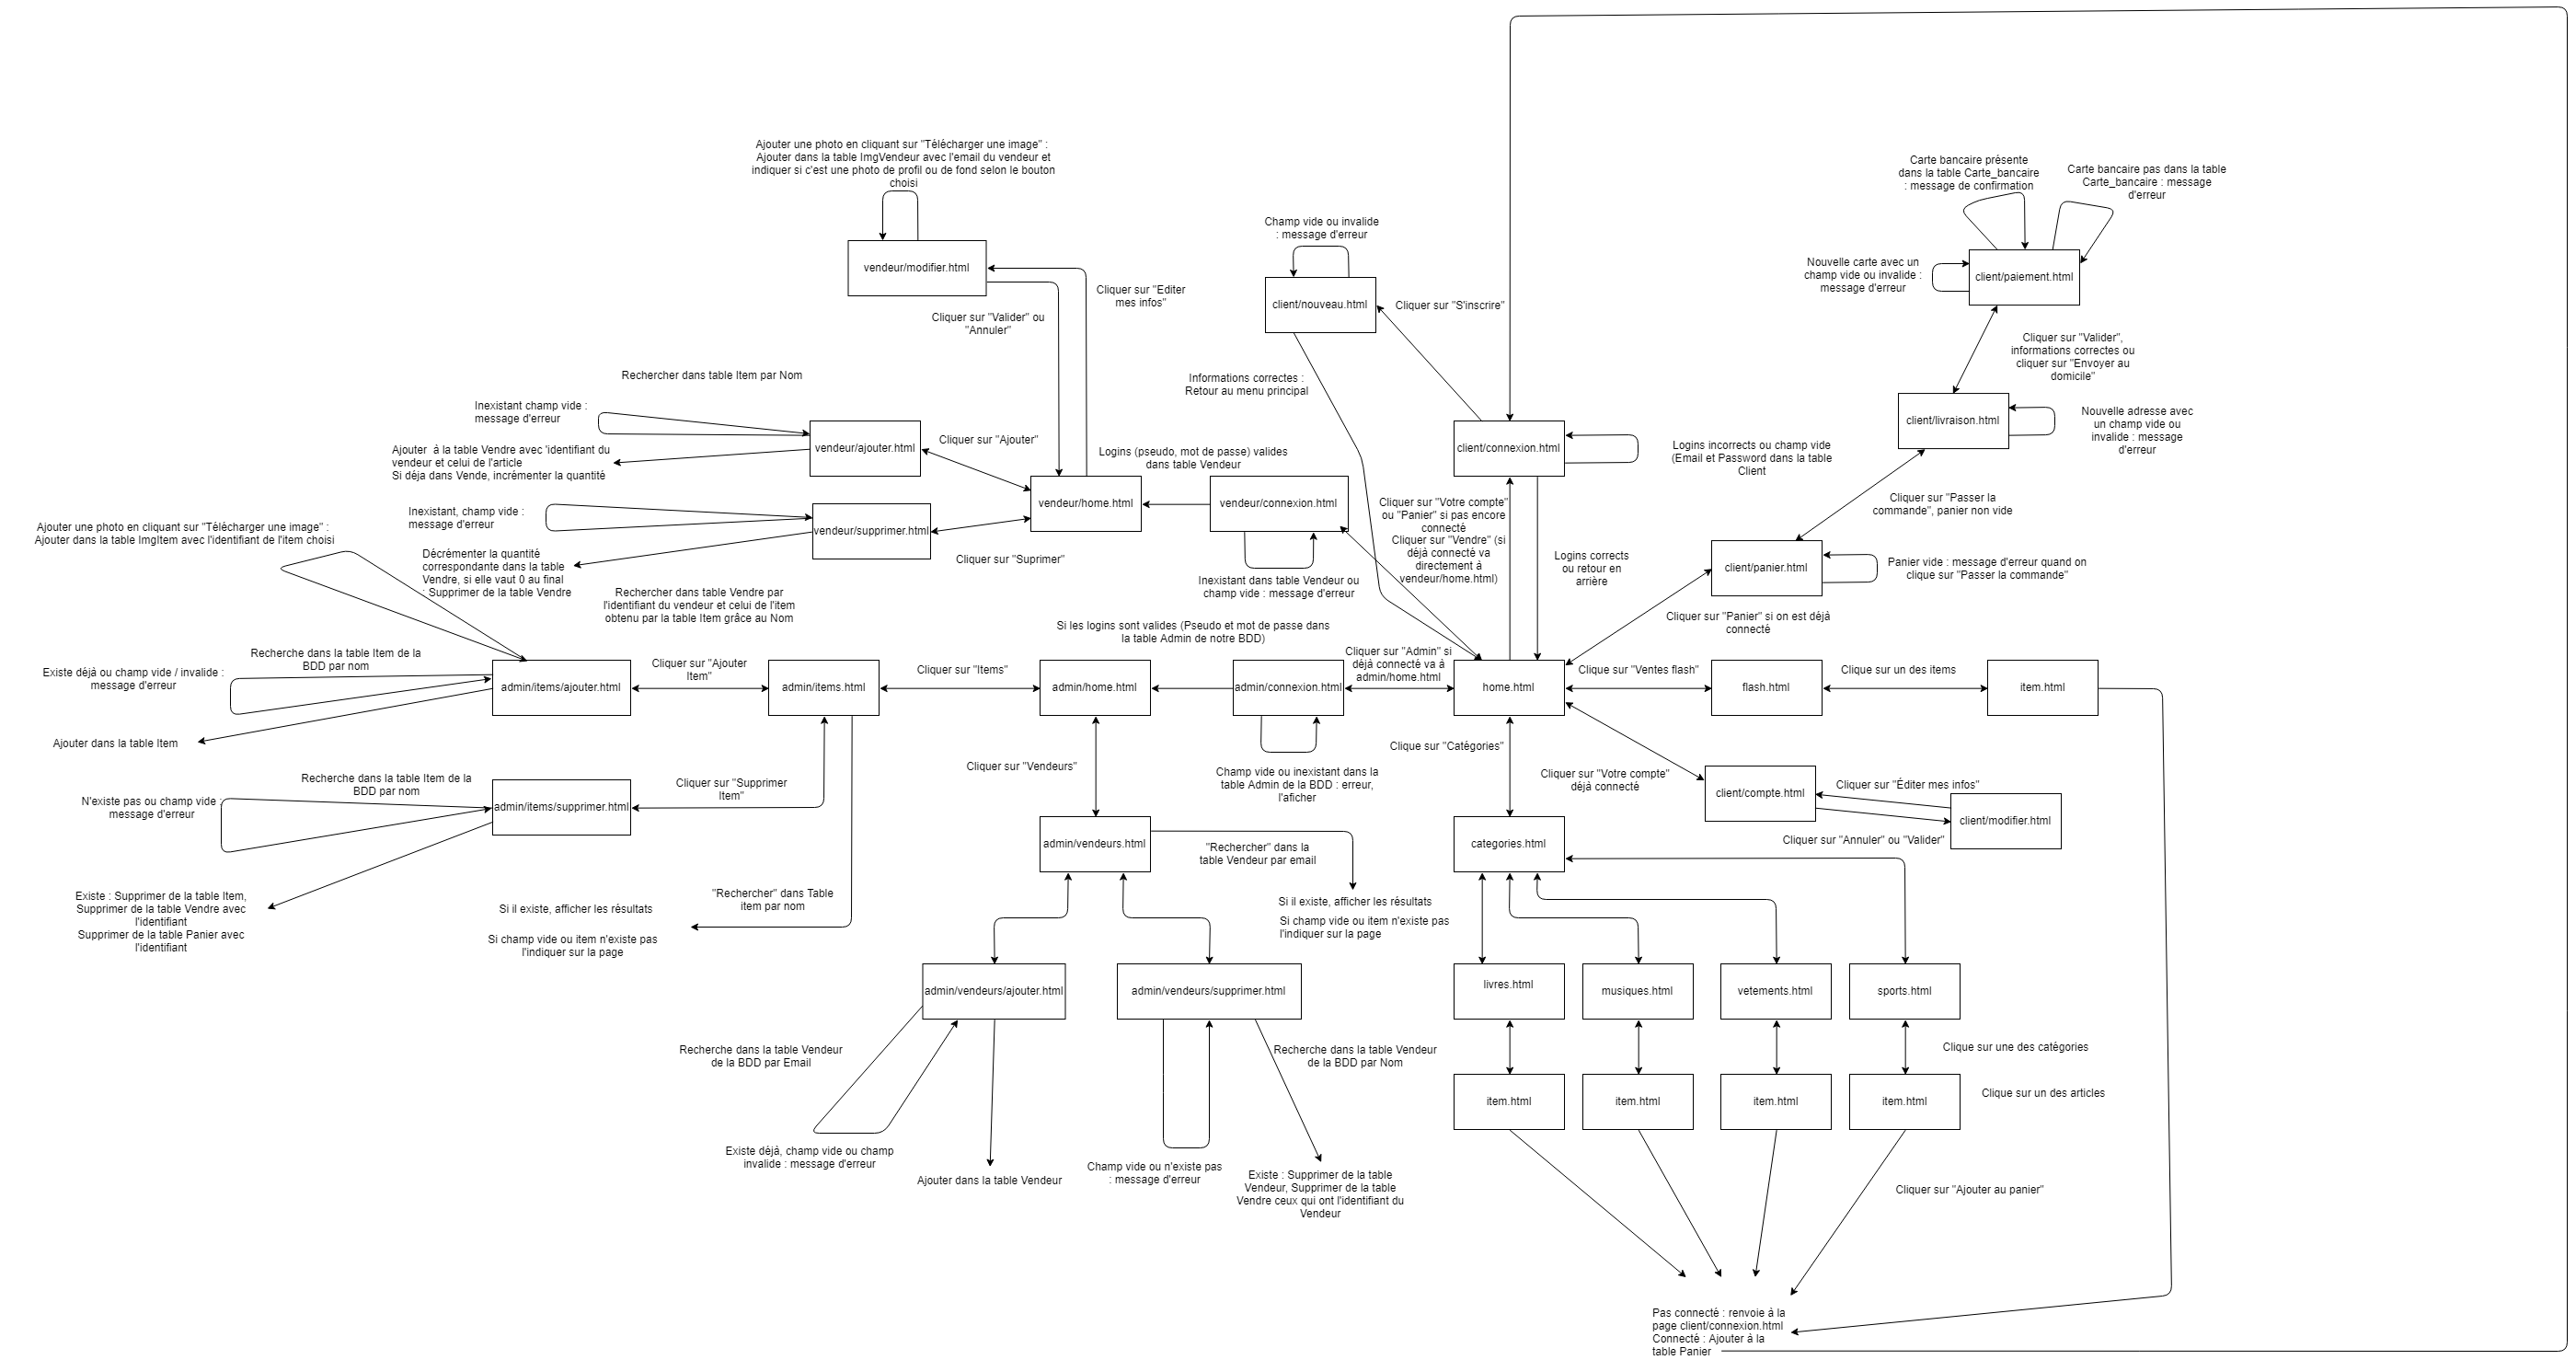 Ajouter une photo en cliquant sur "Télécharger une image" :
Ajouter dans la table ImgVendeur avec l'email du vendeur et
indiquer si c'est une photo de profil ou de fond selon le bouton
choisi
vendeur/modifier.html
Cliquer sur "Editer
mes infos"
Cliquer sur "Valider" ou
"Annuler"
Champ vide ou invalide
: message d'erreur
client/nouveau.html
Cliquer sur "S'inscrire"
Informations correctes :
Retour au menu principal
Carte bancaire présente
dans la table Carte_bancaire
: message de confirmation
Carte bancaire pas dans la table
Carte_bancaire : message
d'erreur
Nouvelle carte avec un
champ vide ou invalide :
message d'erreur
client/paiement.html
Cliquer sur "Valider",
informations correctes ou
cliquer sur "Envoyer au
domicile"
client/livraison.html
Nouvelle adresse avec
un champ vide ou
invalide : message
d'erreur
Cliquer sur "Passer la
commande", panier non vide
client/panier.html
Panier vide : message d'erreur quand on
clique sur "Passer la commande"
Cliquer sur "Panier" si on est déjà
connecté
Rechercher dans table Item par Nom
Inexistant champ vide :
message d'erreur
vendeur/ajouter.html
Cliquer sur "Ajouter"
Ajouter  à la table Vendre avec 'identifiant du
vendeur et celui de l'article
Si déja dans Vende, incrémenter la quantité
Logins (pseudo, mot de passe) valides
dans table Vendeur
vendeur/home.html
vendeur/connexion.html
Inexistant dans table Vendeur ou
champ vide : message d'erreur
client/connexion.html
Logins incorrects ou champ vide
(Email et Password dans la table
Client
Cliquer sur "Votre compte"
ou "Panier" si pas encore
connecté
Cliquer sur "Vendre" (si
déjà connecté va
directement à
vendeur/home.html)
Logins corrects
ou retour en
arrière
Inexistant, champ vide :
message d'erreur
vendeur/supprimer.html
Cliquer sur "Suprimer"
Décrémenter la quantité
correspondante dans la table
Vendre, si elle vaut 0 au final
: Supprimer de la table Vendre
Rechercher dans table Vendre par
l'identifiant du vendeur et celui de l'item
obtenu par la table Item grâce au Nom
Ajouter une photo en cliquant sur "Télécharger une image" :
Ajouter dans la table ImgItem avec l'identifiant de l'item choisi
Recherche dans la table Item de la
BDD par nom
Existe déjà ou champ vide / invalide :
message d'erreur
admin/items/ajouter.html
Cliquer sur "Ajouter
Item"
admin/items.html
Cliquer sur "Items"
admin/home.html
Si les logins sont valides (Pseudo et mot de passe dans
la table Admin de notre BDD)
admin/connexion.html
Cliquer sur "Admin" si
déjà connecté va à
admin/home.html
home.html
Clique sur "Ventes flash"
flash.html
Clique sur un des items
item.html
Ajouter dans la table Item
Recherche dans la table Item de la
BDD par nom
N'existe pas ou champ vide :
message d'erreur
admin/items/supprimer.html
Cliquer sur "Supprimer
Item"
Existe : Supprimer de la table Item,
Supprimer de la table Vendre avec
l'identifiant
Supprimer de la table Panier avec
l'identifiant
"Rechercher" dans Table
item par nom
Si il existe, afficher les résultats
Si champ vide ou item n'existe pas
l'indiquer sur la page
Cliquer sur "Vendeurs"
Champ vide ou inexistant dans la
table Admin de la BDD : erreur,
l'aficher
Clique sur "Catégories"
Cliquer sur "Votre compte"
déjà connecté
client/compte.html
Cliquer sur "Éditer mes infos"
client/modifier.html
Cliquer sur "Annuler" ou "Valider"
admin/vendeurs.html
"Rechercher" dans la
table Vendeur par email
Si il existe, afficher les résultats
Si champ vide ou item n'existe pas
l'indiquer sur la page
categories.html
admin/vendeurs/ajouter.html
admin/vendeurs/supprimer.html
livres.html
musiques.html
vetements.html
sports.html
Recherche dans la table Vendeur
de la BDD par Email
Recherche dans la table Vendeur
de la BDD par Nom
Clique sur une des catégories
item.html
item.html
item.html
item.html
Clique sur un des articles
Existe déjà, champ vide ou champ
invalide : message d'erreur
Ajouter dans la table Vendeur
Champ vide ou n'existe pas
: message d'erreur
Existe : Supprimer de la table
Vendeur, Supprimer de la table
Vendre ceux qui ont l'identifiant du
Vendeur
Cliquer sur "Ajouter au panier"
Pas connecté : renvoie à la
page client/connexion.html
Connecté : Ajouter à la
table Panier